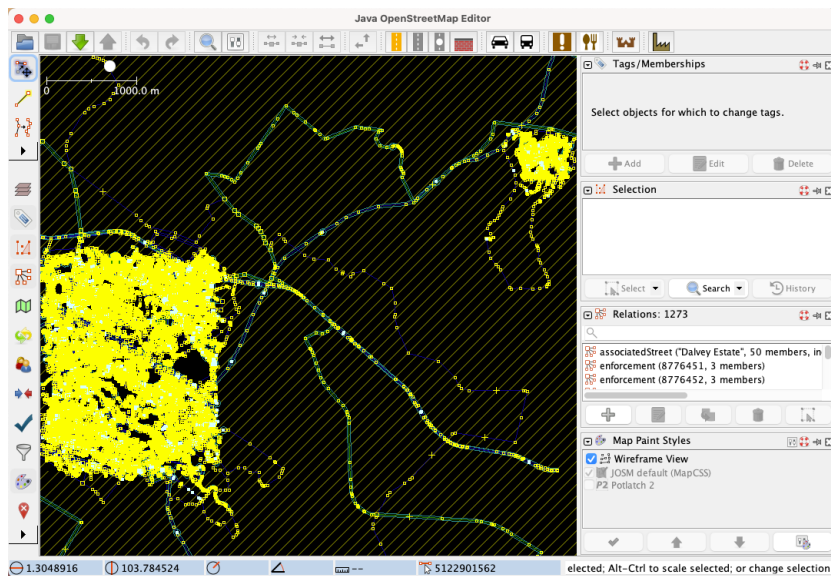 Java OpenStreetMap Editor
0
1000.0 m
Tags/Memberships
Select objects for which to change tags.
Add Edit Delete
Selection
Select Search History
Relations: 1273
associatedStreet ("Dalvey Estate", 50 members, in
enforcement (8776451, 3 members)
enforcement (8776452, 3 members)
Map Paint Styles
Wireframe View
JOSM default (MapCSS)
P2 Potlatch 2
1.3048916 103.784524 -- 5122901562 elected; Alt-Ctrl to scale selected; or change selection